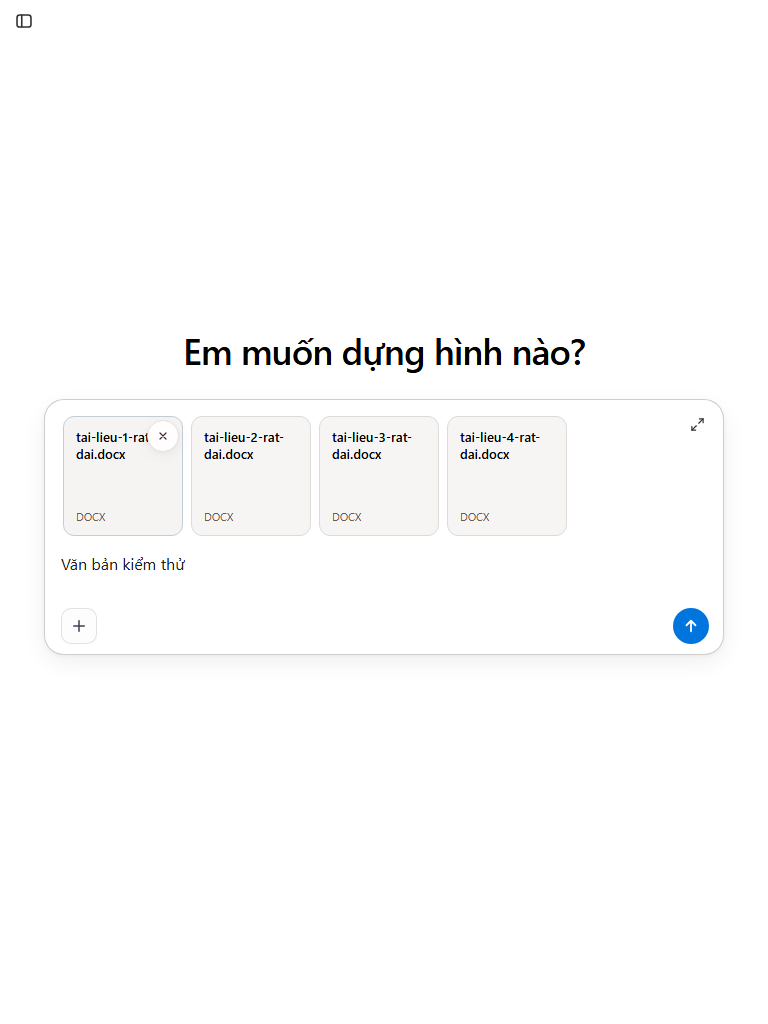 Em muốn dựng hình nào?
tai-lieu-1-rat-
dai.docx
DOCX
tai-lieu-2-rat-
dai.docx
DOCX
tai-lieu-3-rat-
dai.docx
DOCX
tai-lieu-4-rat-
dai.docx
DOCX
Văn bản kiểm thử